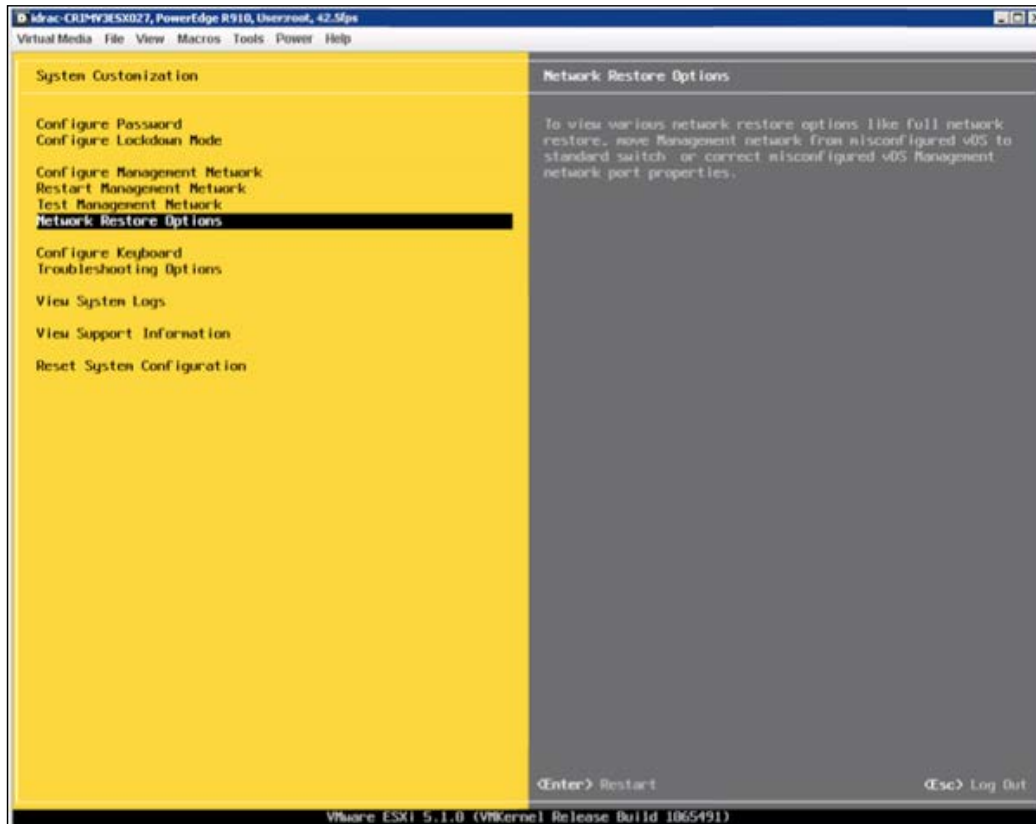 idrac-CRIMV3ESX027, PowerEdge R910, User:root, 42.5fps
Virtual Media File View Macros Tools Power Help
System Customization
Configure Password
Configure Lockdown Mode
Configure Management Network
Restart Management Network
Test Management Network
Network Restore Options
Configure Keyboard
Troubleshooting Options
View System Logs
View Support Information
Reset System Configuration
Network Restore Options
To view various network restore options like full network
restore, move Management network from misconfigured vDS to
standard switch or correct misconfigured vDS Management
network port properties.
<Enter> Restart
<Esc> Log Out
VMware ESXi 5.1.0 (VMKernel Release Build 1065491)